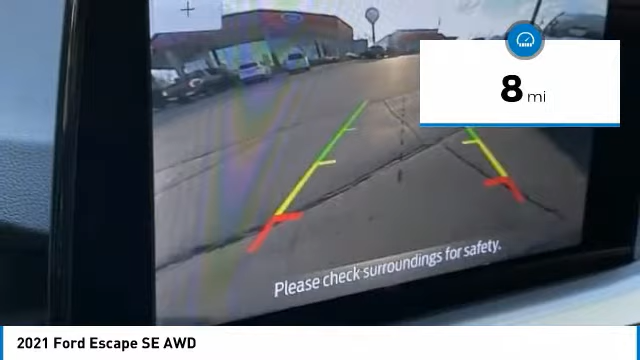 8 mi
Please check surroundings for safety.
2021 Ford Escape SE AWD